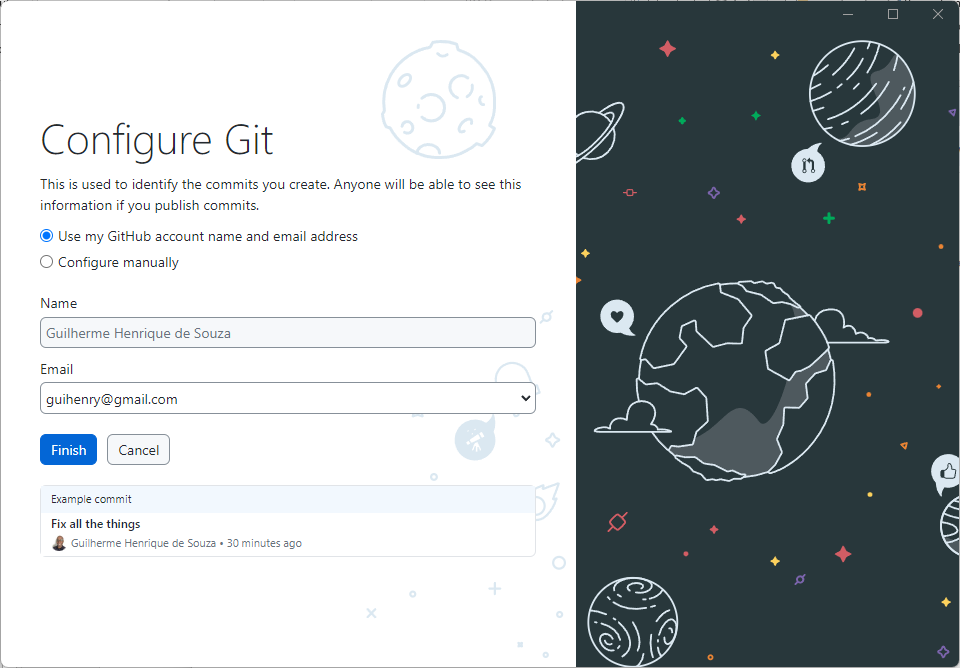 Configure Git
This is used to identify the commits you create. Anyone will be able to see this
information if you publish commits.
Use my GitHub account name and email address
Configure manually
Name
Guilherme Henrique de Souza
Email
guihenry@gmail.com
Finish
Cancel
Example commit
Fix all the things
Guilherme Henrique de Souza • 30 minutes ago